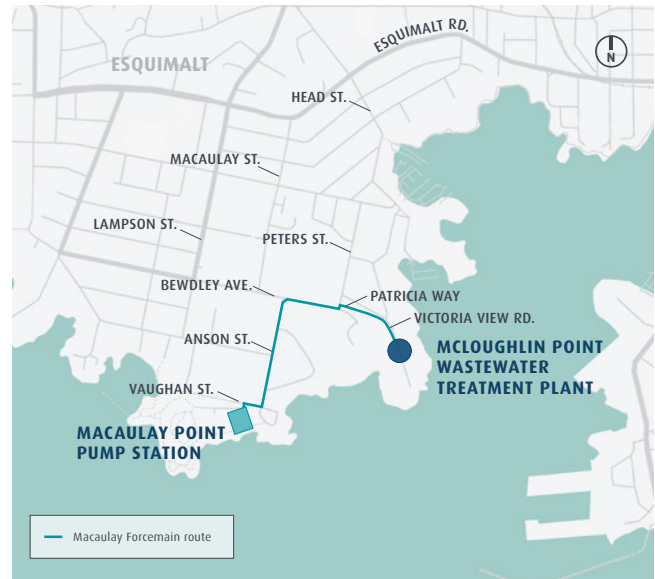 ESQUIMALT RD.
N
ESQUIMALT
HEAD ST.
MACAULAY ST.
LAMPSON ST.
PETERS ST.
BEWDLEY AVE.
PATRICIA WAY
VICTORIA VIEW RD.
ANSON ST.
MCLOUGHLIN POINT
WASTEWATER
TREATMENT PLANT
VAUGHAN ST.
MACAULAY POINT
PUMP STATION
Macaulay Forcemain route